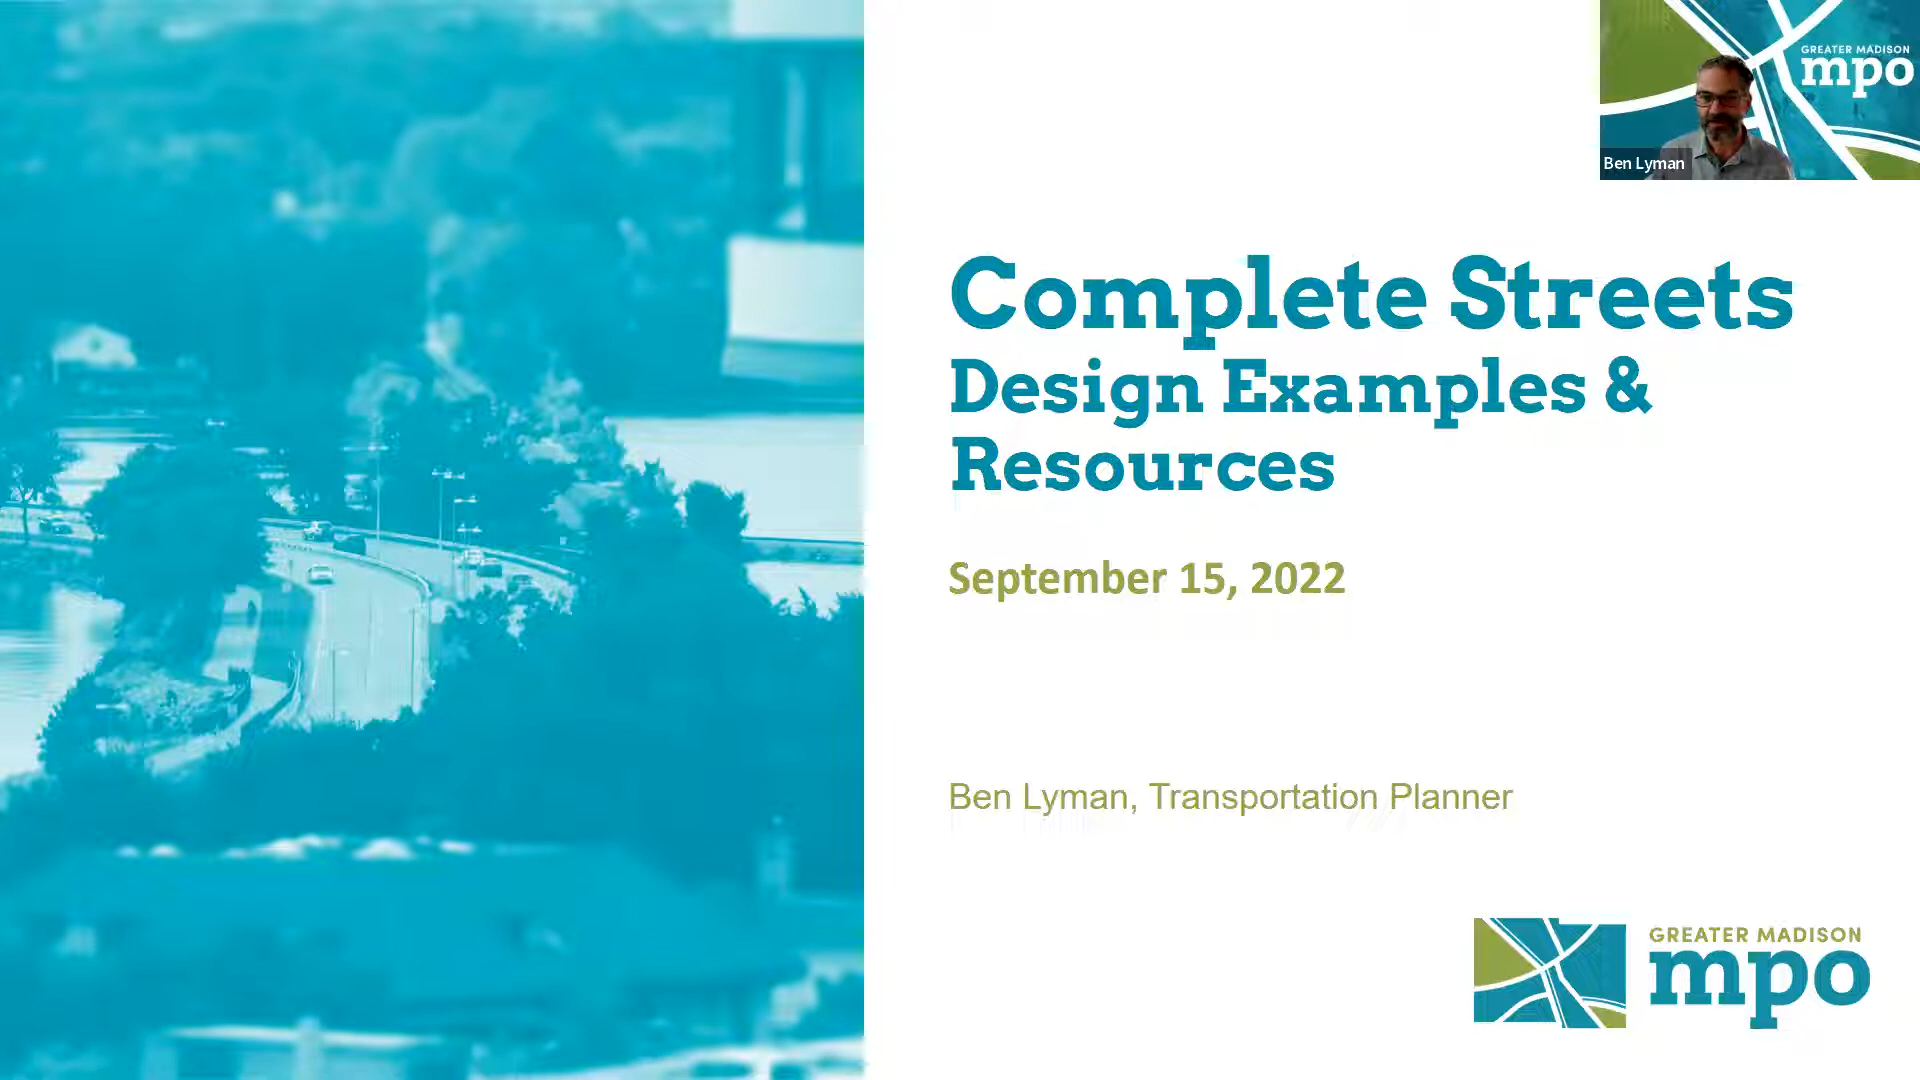 GREATER MADISON
mpo
Ben Lyman
Complete Streets
Design Examples &
Resources
September 15, 2022
Ben Lyman, Transportation Planner
GREATER MADISON
mpo